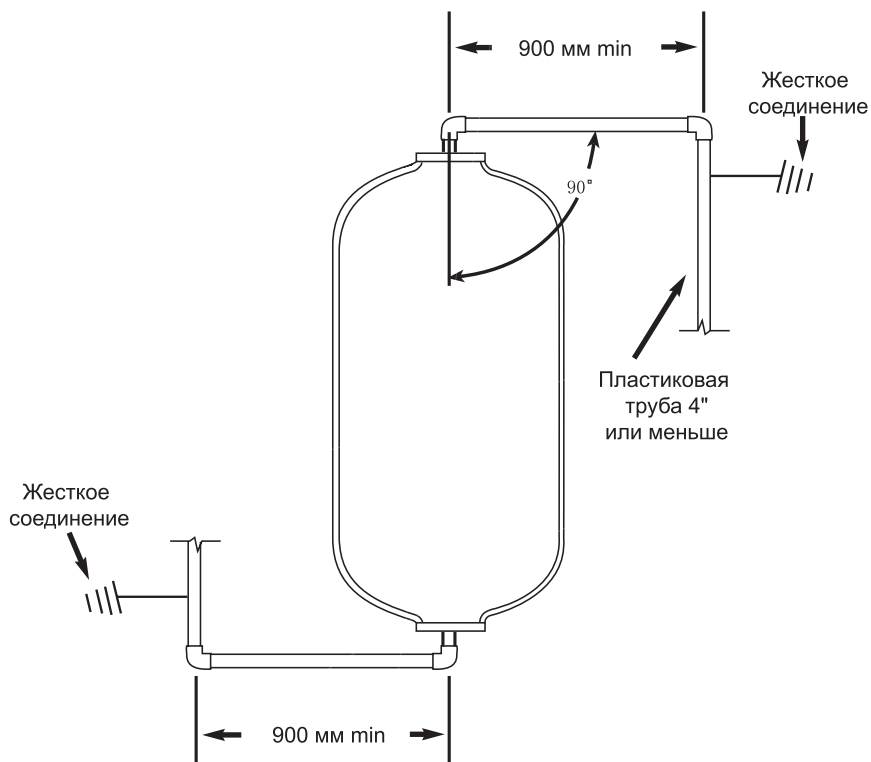 900 мм min
Жесткое
соединение
90°
Пластиковая
труба 4"
или меньше
Жесткое
соединение
900 мм min